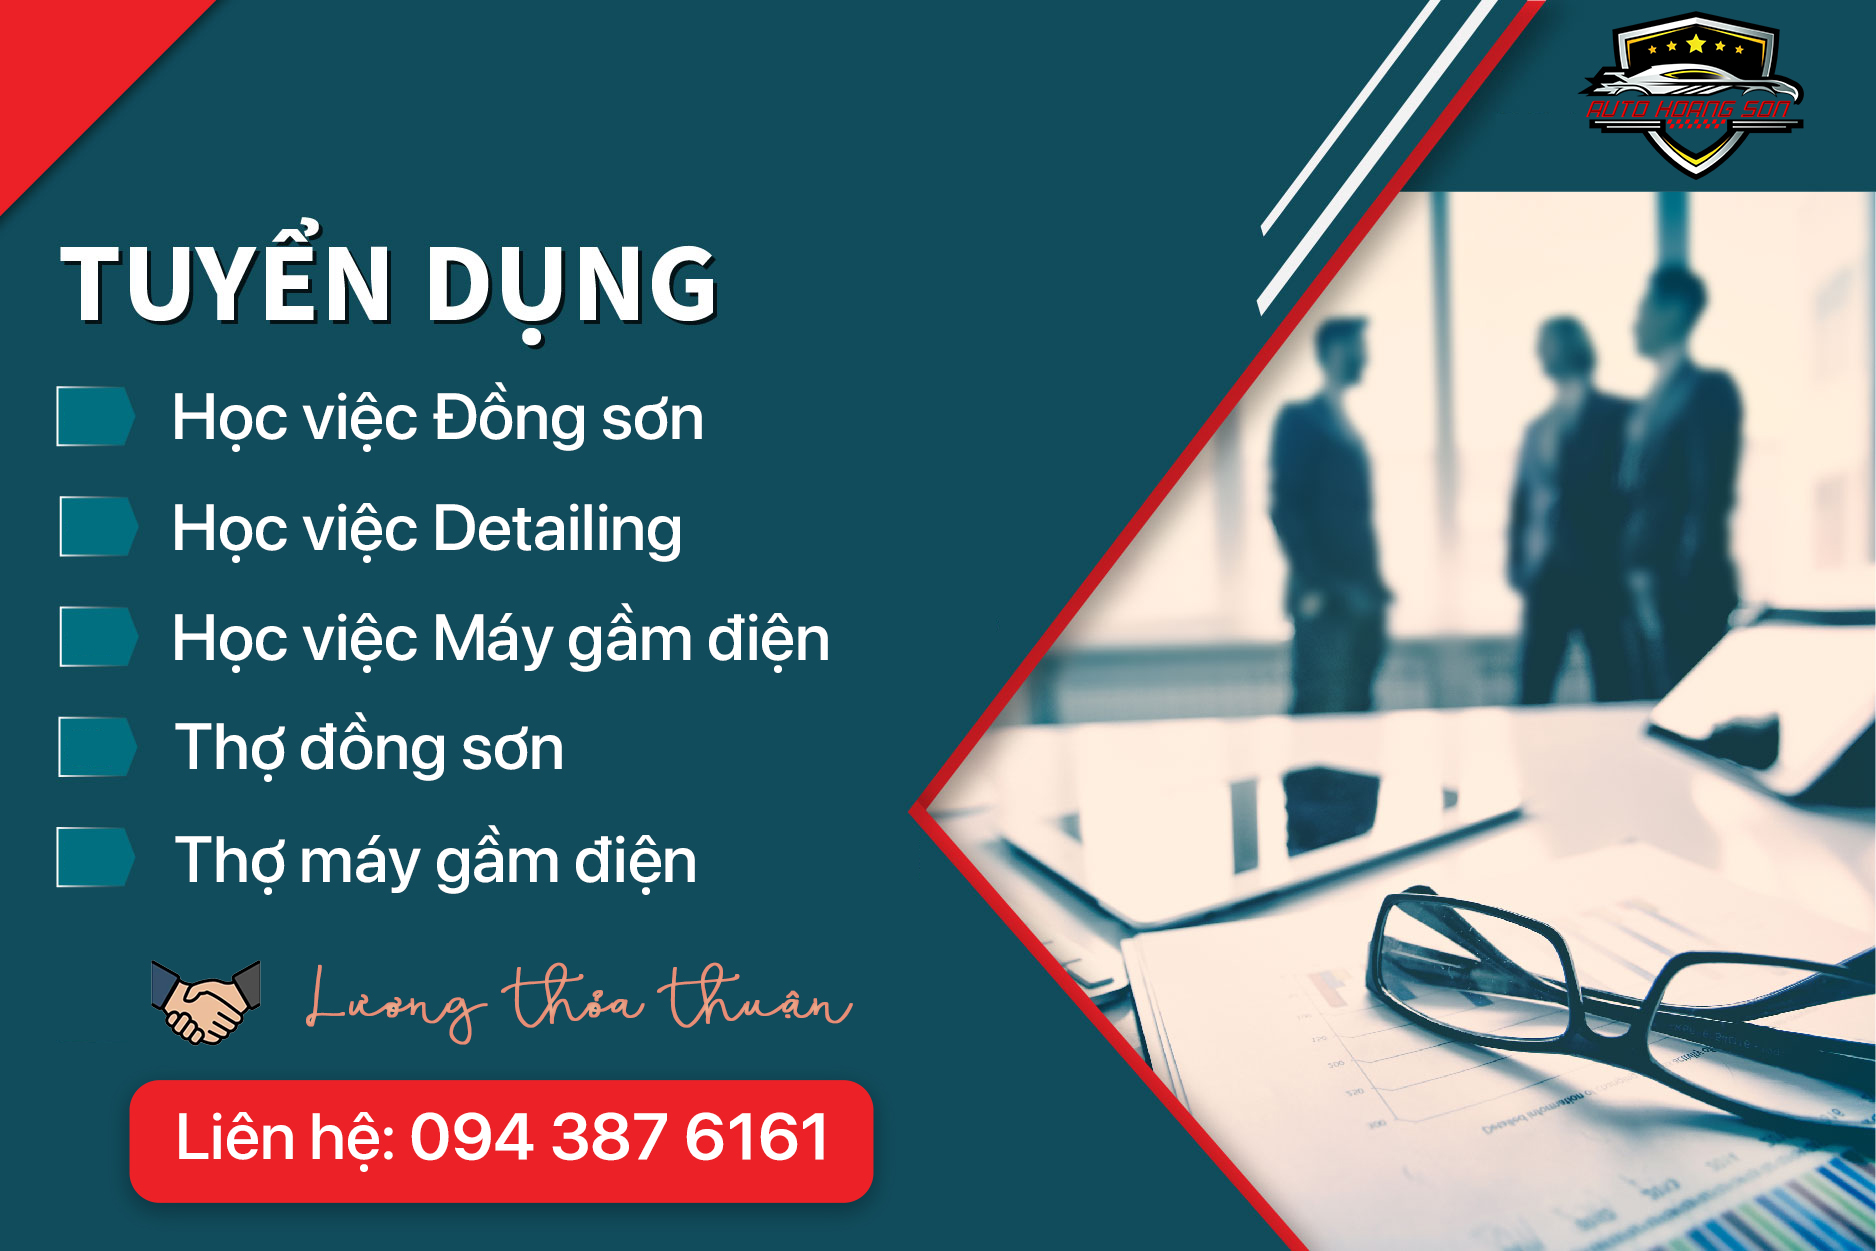 AUTO HOANG SON
TUYỂN DỤNG
Học việc Đồng sơn
Học việc Detailing
Học việc Máy gầm điện
Thợ đồng sơn
Thợ máy gầm điện
Lương thỏa thuận
Liên hệ: 094 387 6161